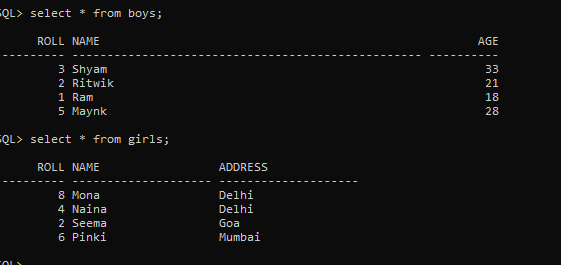 SQL> select * from boys;
ROLL NAME AGE
---------- -------------------------------------------------- ----------
3 Shyam 33
2 Ritwik 21
1 Ram 18
5 Maynk 28
SQL> select * from girls;
ROLL NAME ADDRESS
---------- -------------------- --------------------
8 Mona Delhi
4 Naina Delhi
2 Seema Goa
6 Pinki Mumbai
SQL>